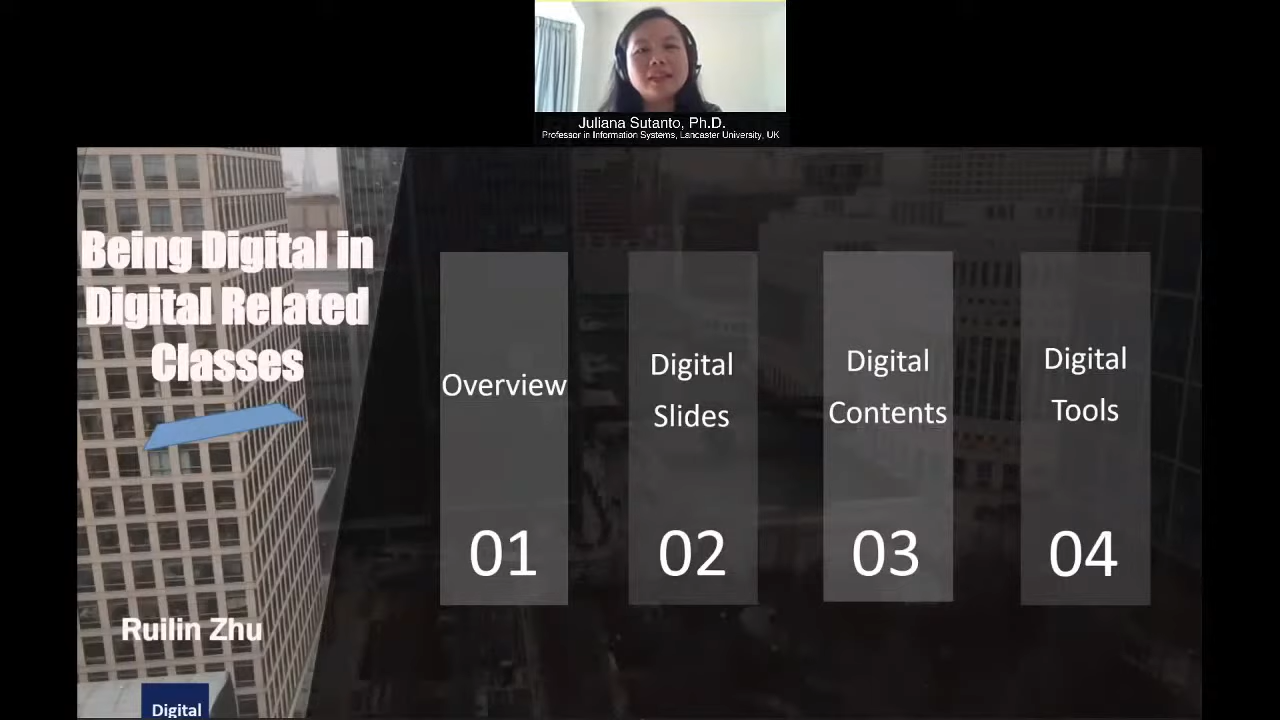 Juliana Sutanto, Ph.D.
Professor in Information Systems, Lancaster University, UK
Being Digital in
Digital Related
Classes
Ruilin Zhu
Digital
Overview
01
Digital
Slides
02
Digital
Contents
03
Digital
Tools
04